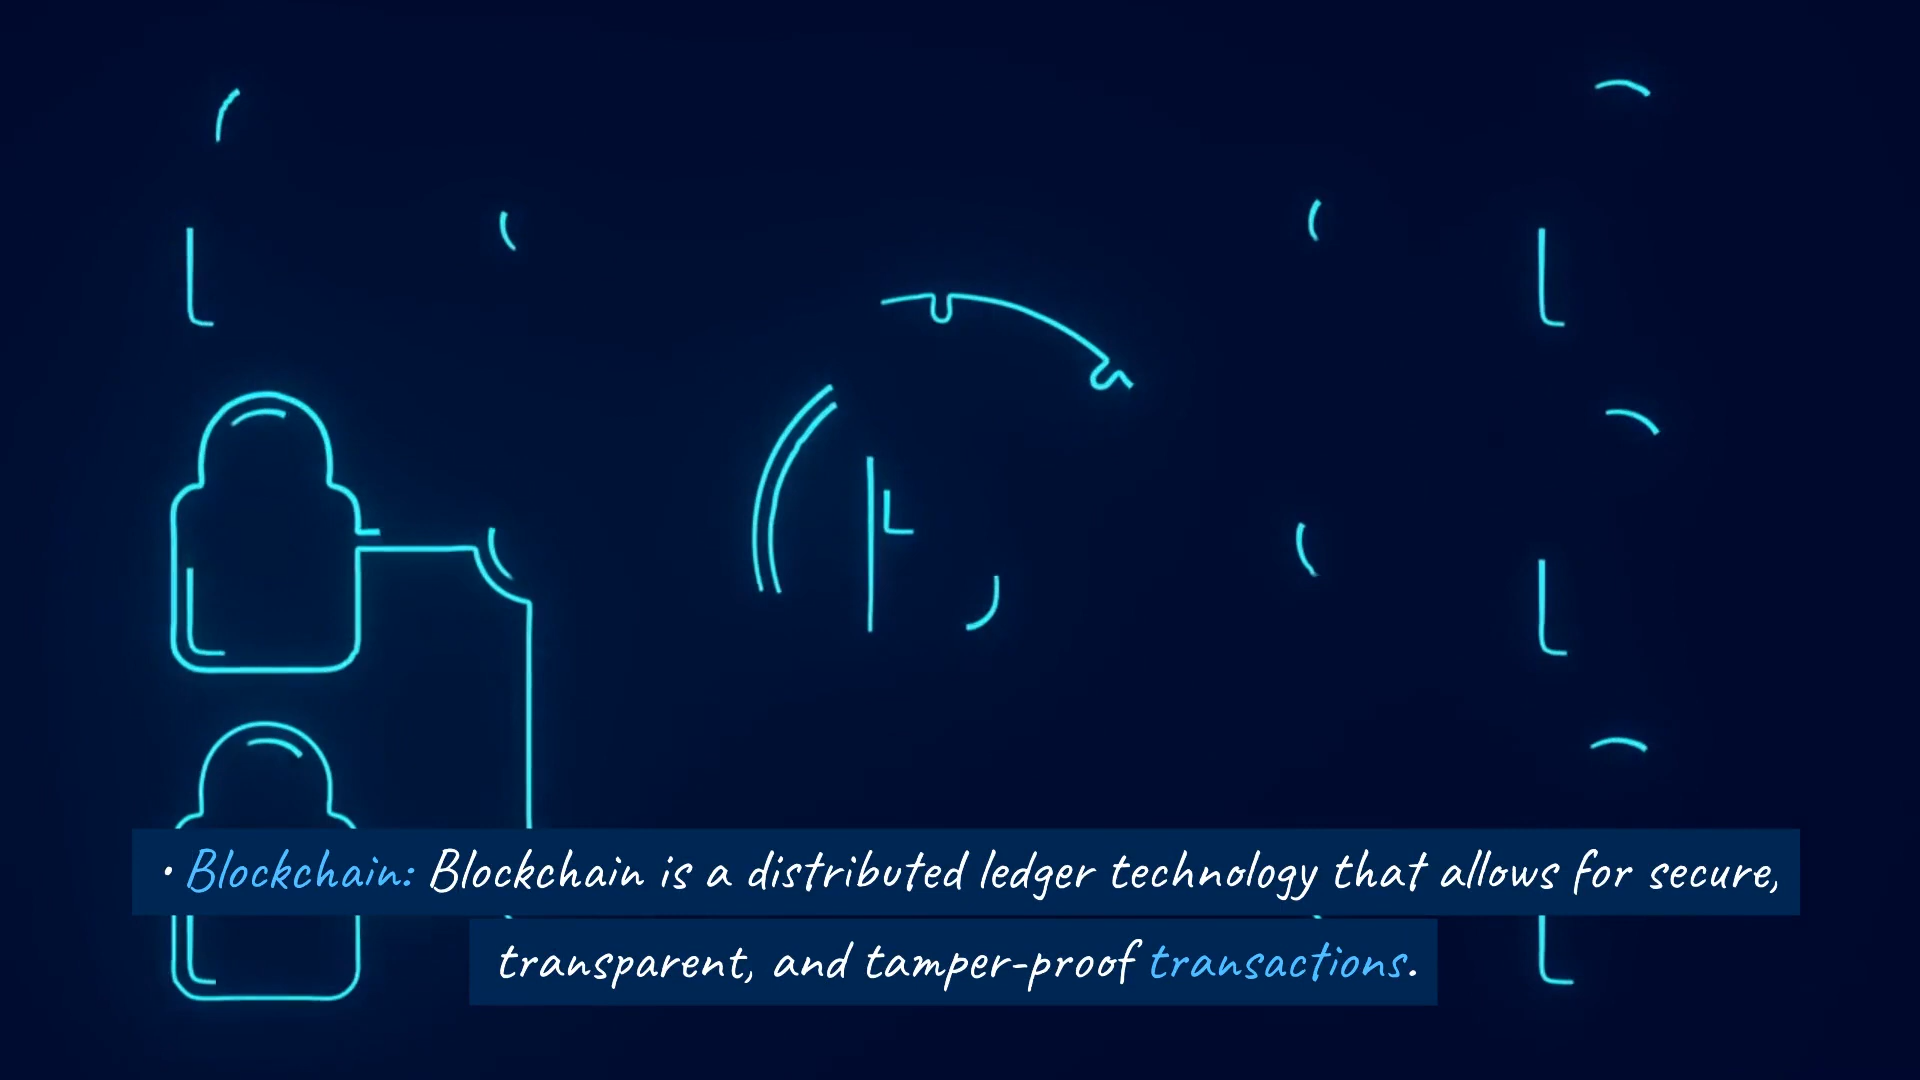 • Blockchain: Blockchain is a distributed ledger technology that allows for secure,
transparent, and tamper-proof transactions.